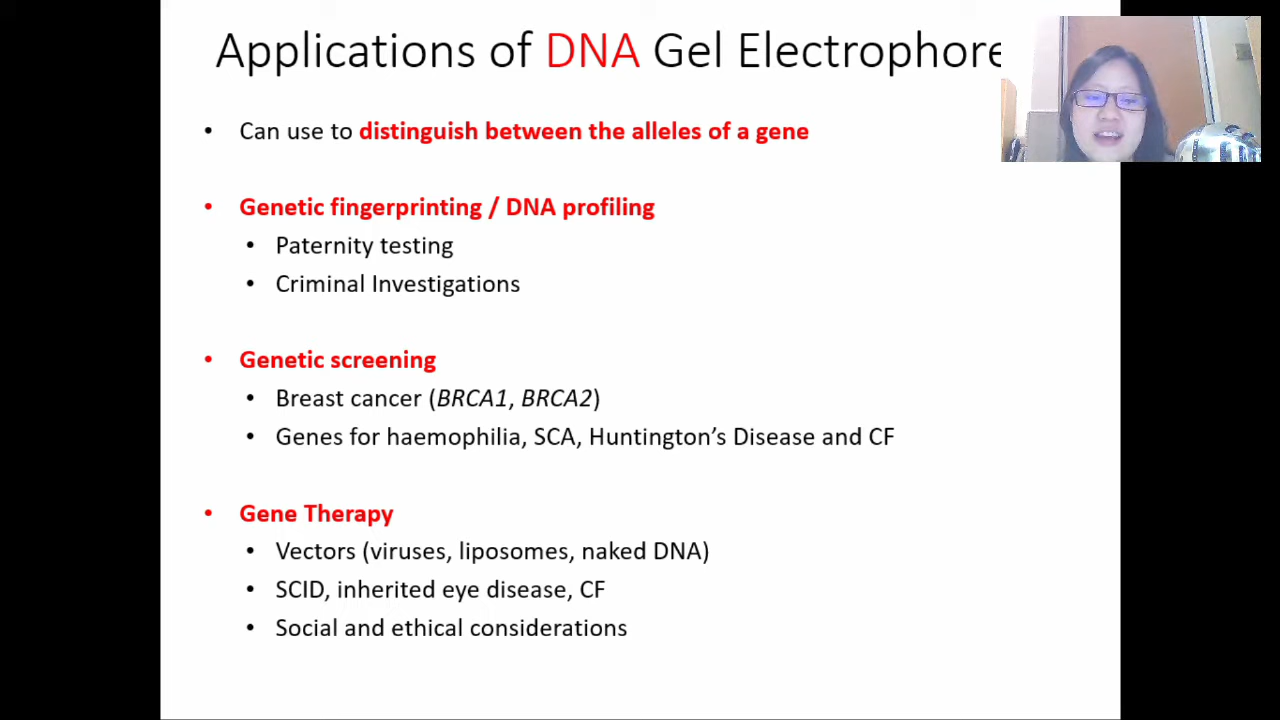 Applications of DNA Gel Electrophore
• Can use to distinguish between the alleles of a gene
• Genetic fingerprinting / DNA profiling
• Paternity testing
• Criminal Investigations
• Genetic screening
• Breast cancer (BRCA1, BRCA2)
• Genes for haemophilia, SCA, Huntington’s Disease and CF
• Gene Therapy
• Vectors (viruses, liposomes, naked DNA)
• SCID, inherited eye disease, CF
• Social and ethical considerations